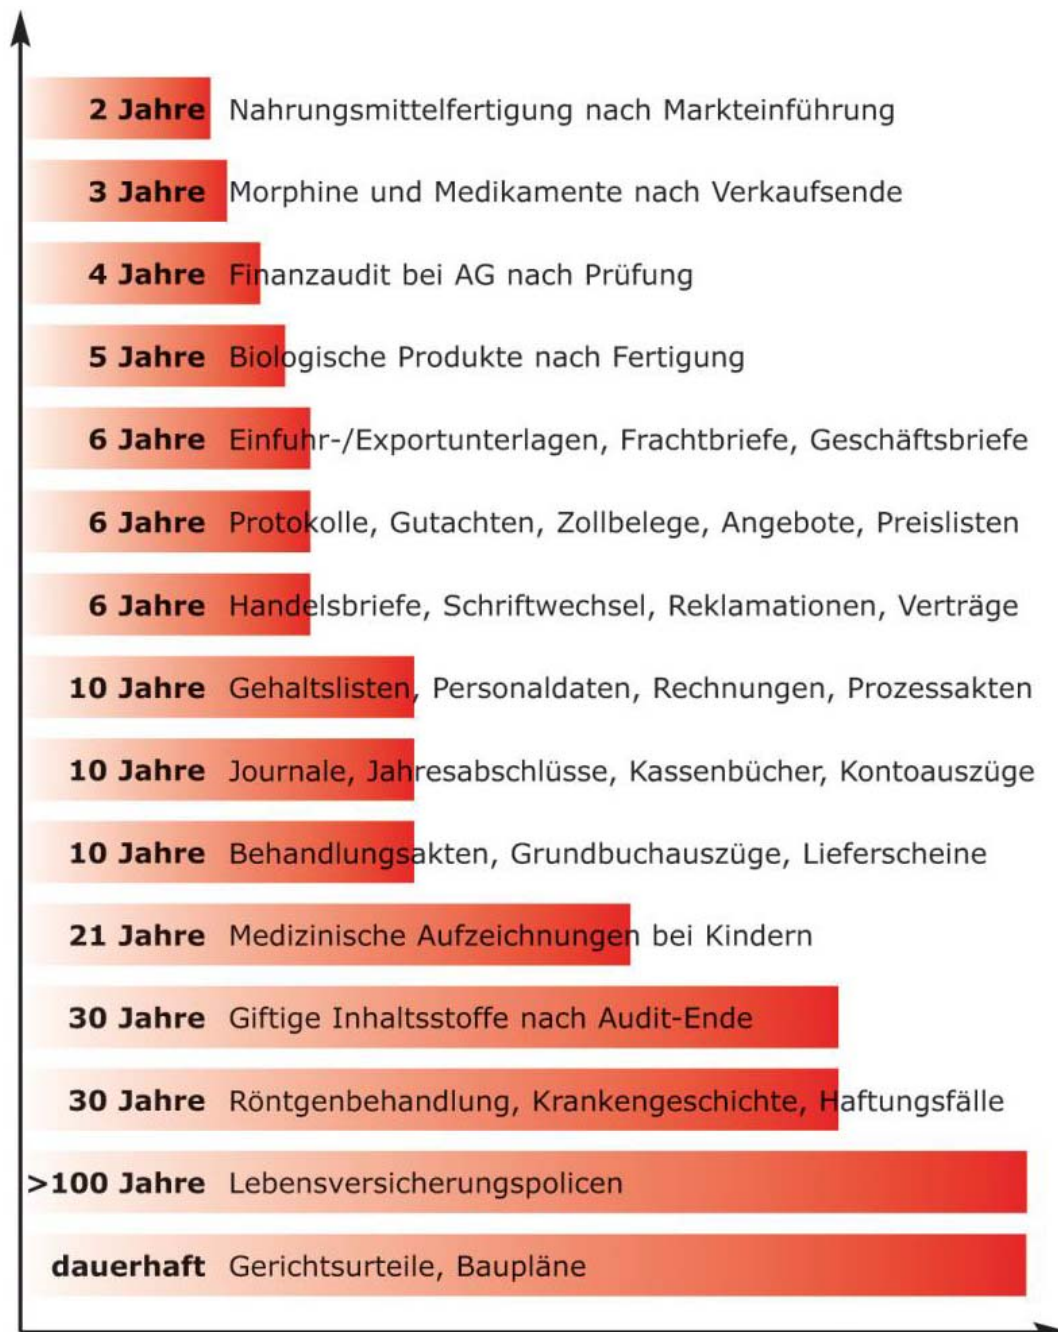 2 Jahre Nahrungsmittelfertigung nach Markteinführung
3 Jahre Morphine und Medikamente nach Verkaufsende
4 Jahre Finanzaudit bei AG nach Prüfung
5 Jahre Biologische Produkte nach Fertigung
6 Jahre Einfuhr-/Exportunterlagen, Frachtbriefe, Geschäftsbriefe
6 Jahre Protokolle, Gutachten, Zollbelege, Angebote, Preislisten
6 Jahre Handelsbriefe, Schriftwechsel, Reklamationen, Verträge
10 Jahre Gehaltslisten, Personaldaten, Rechnungen, Prozessakten
10 Jahre Journale, Jahresabschlüsse, Kassenbücher, Kontoauszüge
10 Jahre Behandlungsakten, Grundbuchauszüge, Lieferscheine
21 Jahre Medizinische Aufzeichnungen bei Kindern
30 Jahre Giftige Inhaltsstoffe nach Audit-Ende
30 Jahre Röntgenbehandlung, Krankengeschichte, Haftungsfälle
>100 Jahre Lebensversicherungspolicen
dauerhaft Gerichtsurteile, Baupläne